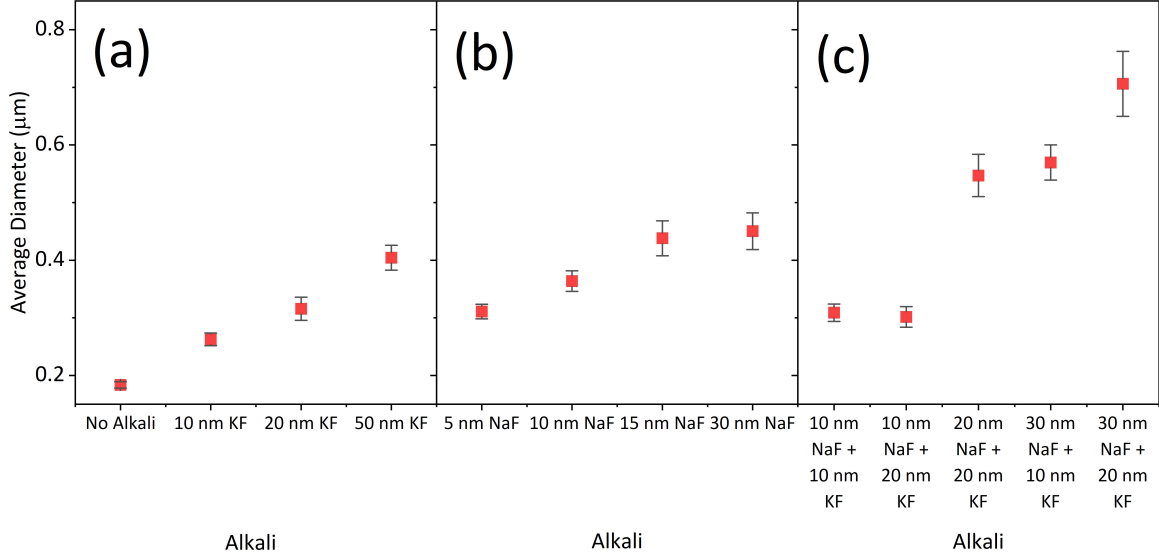 Average Diameter (μm)
0.8
0.6
0.4
0.2
(a)
(b)
(c)
No Alkali
10 nm KF
20 nm KF
50 nm KF
5 nm NaF
10 nm NaF
15 nm NaF
30 nm NaF
10 nm
NaF +
10 nm
KF
10 nm
NaF +
20 nm
KF
20 nm
NaF +
20 nm
KF
30 nm
NaF +
10 nm
KF
30 nm
NaF +
20 nm
KF
Alkali
Alkali
Alkali